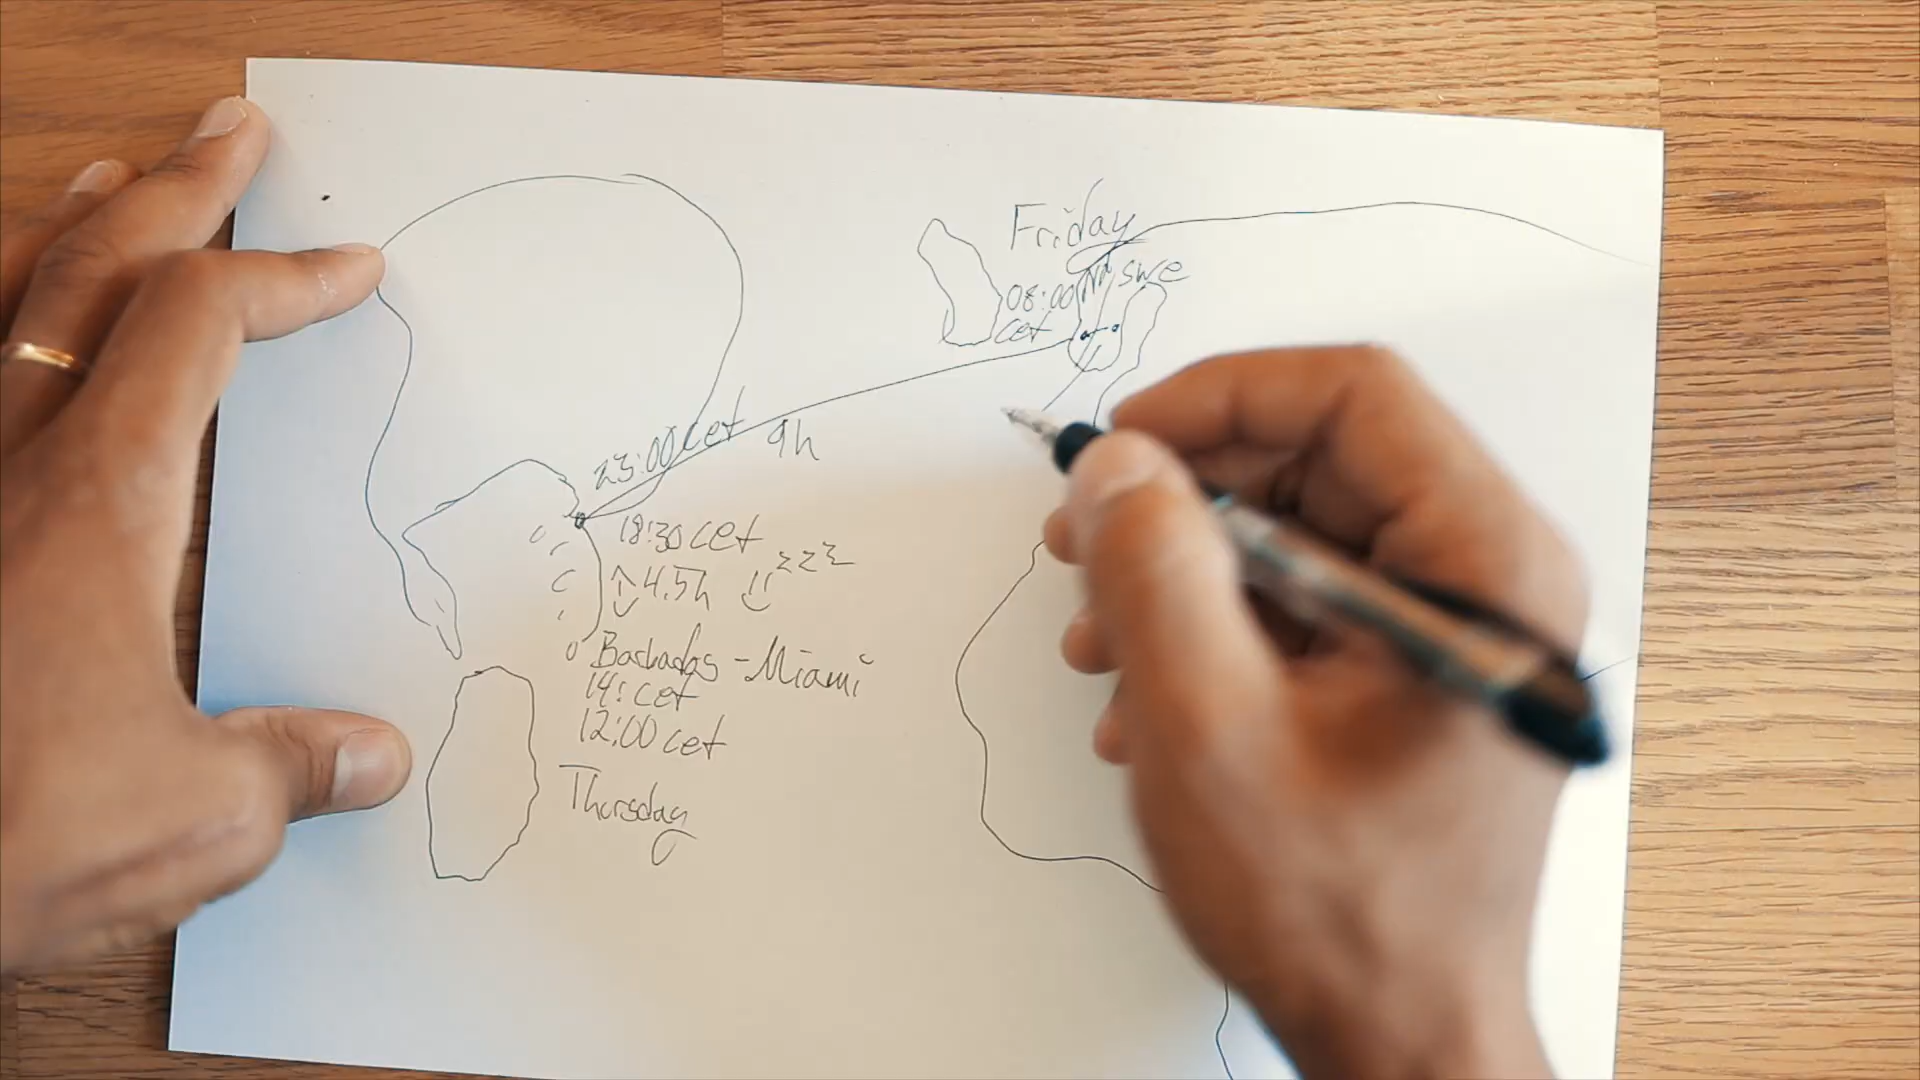 Friday
swe
08:00
cet
23:00 cet
9h
18:30 cet
4.5h
zzz
Barbados - Miami
14: cet
12:00 cet
Thursday